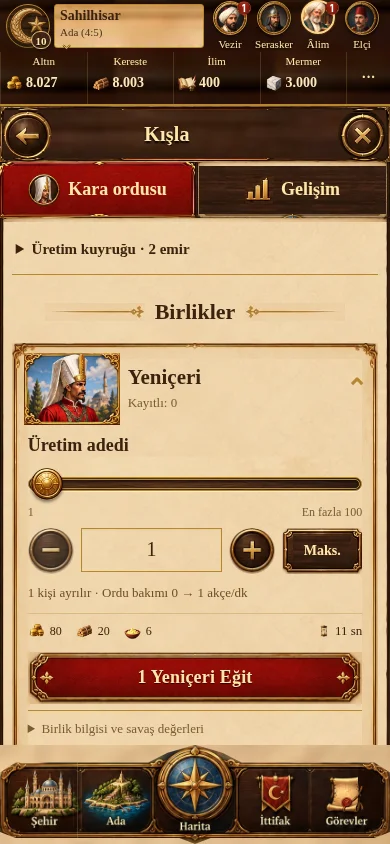 10
Sahilhisar
Ada (4:5)
1
1
Vezir
Serasker
Âlim
Elçi
Altın
Kereste
İlim
Mermer
8.027
8.003
400
3.000
...
Kışla
Kara ordusu
Gelişim
Üretim kuyruğu · 2 emir
Birlikler
Yeniçeri
Kayıtlı: 0
Üretim adedi
1
En fazla 100
1
Maks.
1 kişi ayrılır · Ordu bakımı 0 → 1 akçe/dk
80
20
6
11 sn
1 Yeniçeri Eğit
Birlik bilgisi ve savaş değerleri
Şehir
Ada
Harita
İttifak
Görevler